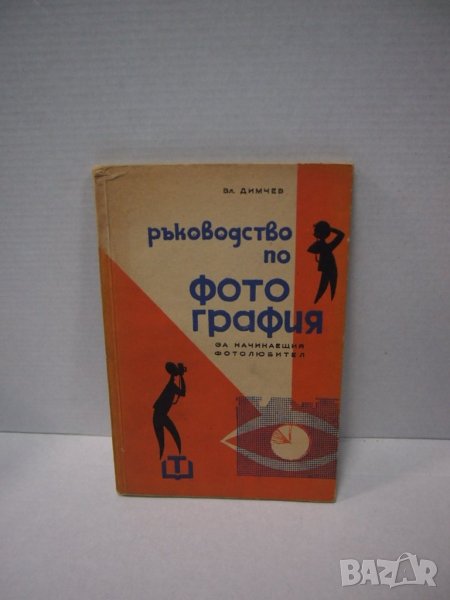 Вл. ДИМЧЕВ
ръководство
по
фото
графия
ЗА НАЧИНАЕЩИЯ
ФОТОЛЮБИТЕЛ
Т
BAZAR